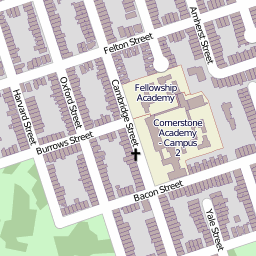 Amherst Street
Felton Street
Oxford Street
Harvard Street
Cambridge Street
Fellowship
Academy
Cornerstone
Academy
- Campus
2
Burrows Street
Bacon Street
Yale Street